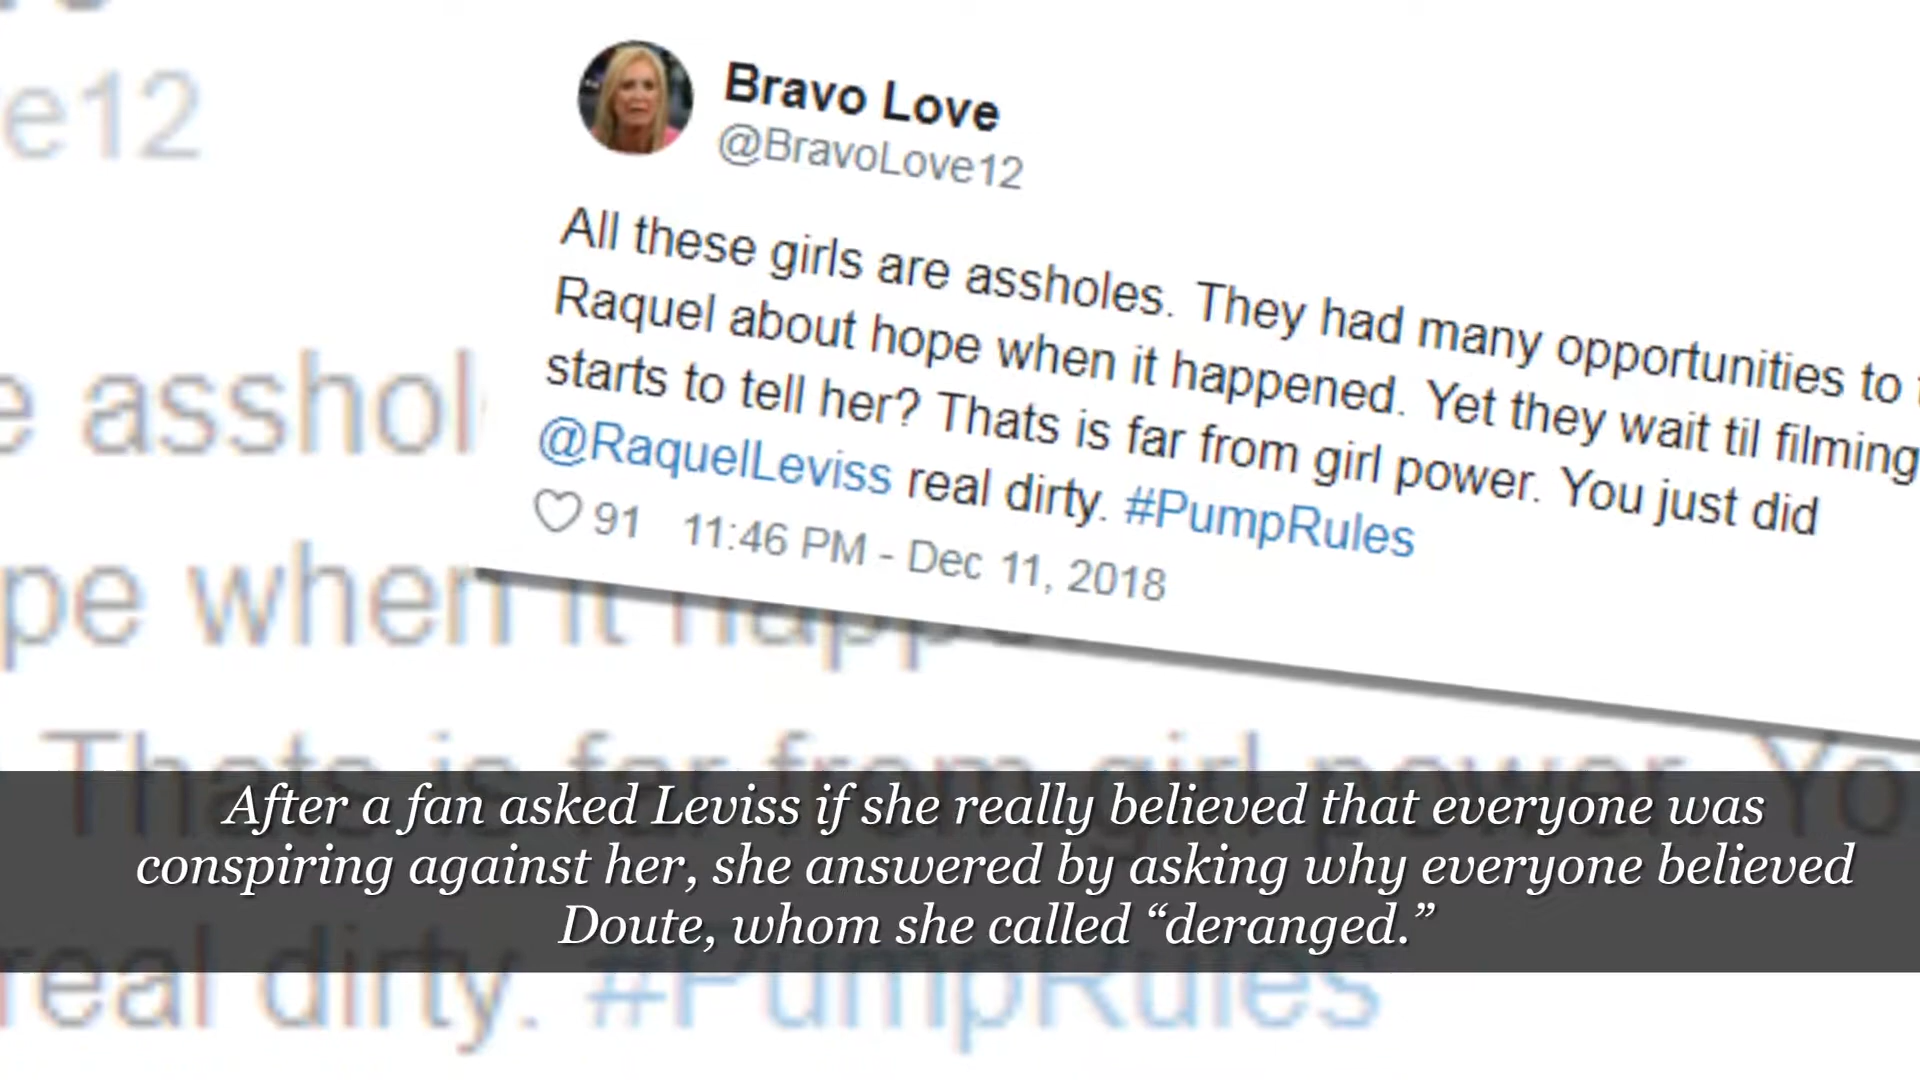 Bravo Love
@BravoLove12
All these girls are assholes. They had many opportunities to
Raquel about hope when it happened. Yet they wait til filming
starts to tell her? Thats is far from girl power. You just did
@RaquelLeviss real dirty. #PumpRules
91 11:46 PM - Dec 11, 2018
e12
e asshol
pe when it happe
Thats is far from girl power. Yo
real dirty. #PumpRules
After a fan asked Leviss if she really believed that everyone was
conspiring against her, she answered by asking why everyone believed
Doute, whom she called “deranged.”